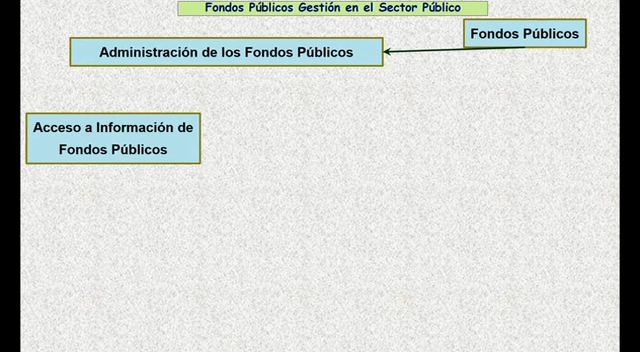 Fondos Públicos Gestión en el Sector Público
Fondos Públicos
Administración de los Fondos Públicos
Acceso a Información de
Fondos Públicos